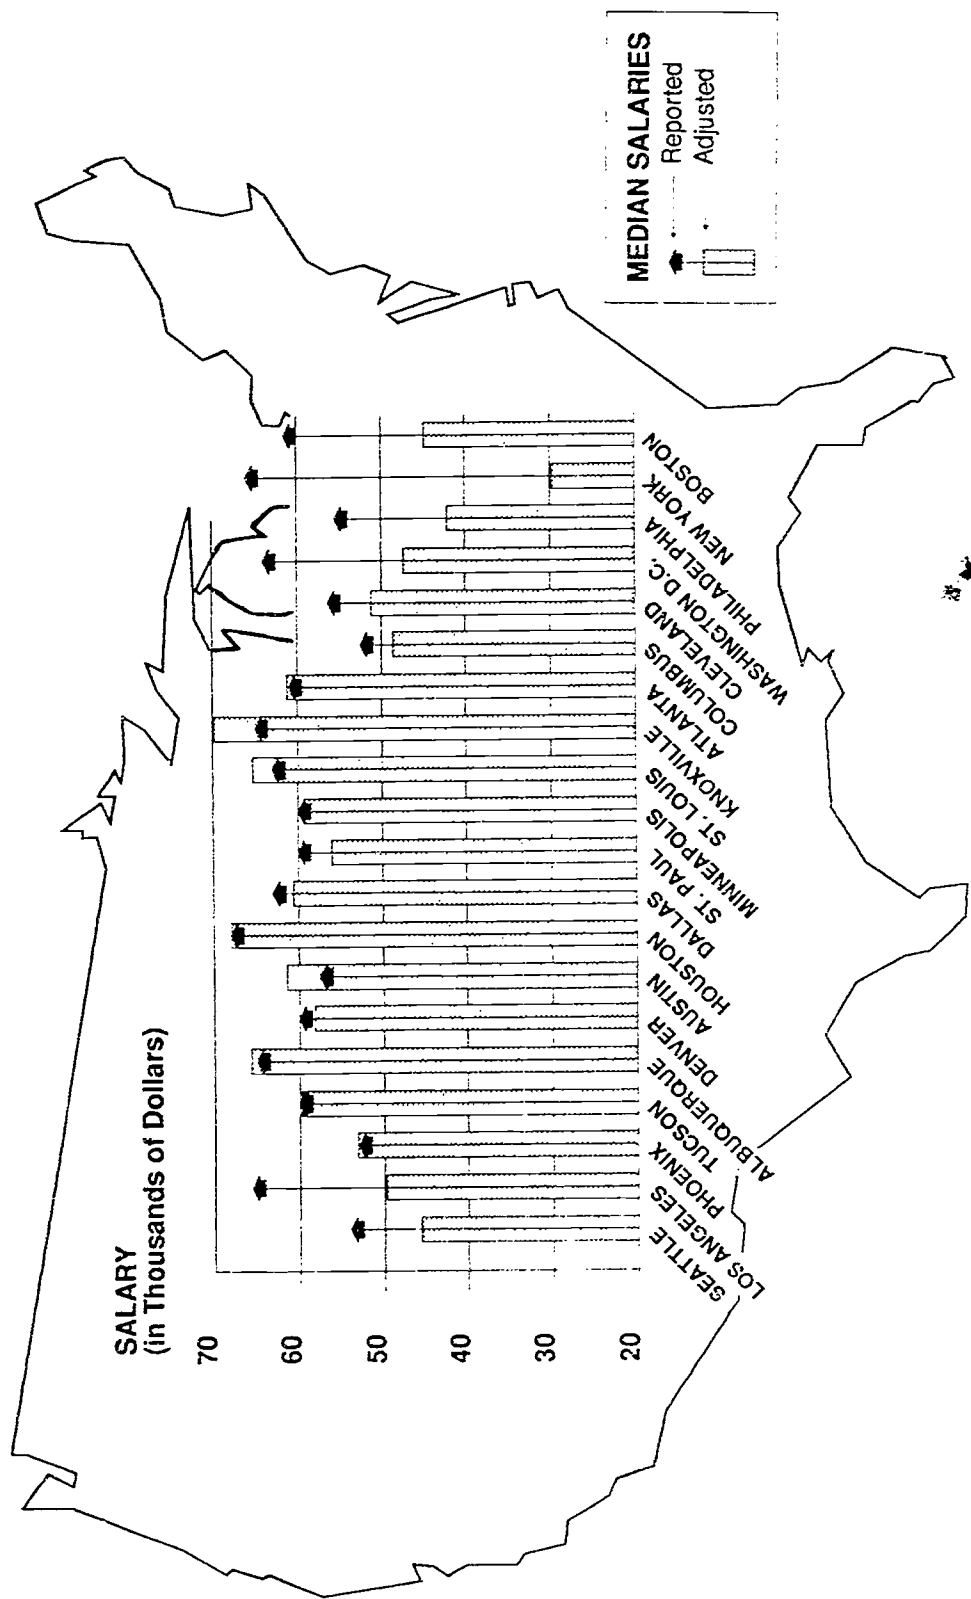 SALARY
(in Thousands of Dollars)
70
60
50
40
30
20
SEATTLE
LOS ANGELES
PHOENIX
TUCSON
ALBUQUERQUE
DENVER
AUSTIN
HOUSTON
DALLAS
ST. PAUL
MINNEAPOLIS
ST. LOUIS
KNOXVILLE
ATLANTA
COLUMBUS
CLEVELAND
WASHINGTON D.C.
PHILADELPHIA
NEW YORK
BOSTON
MEDIAN SALARIES
Reported
Adjusted